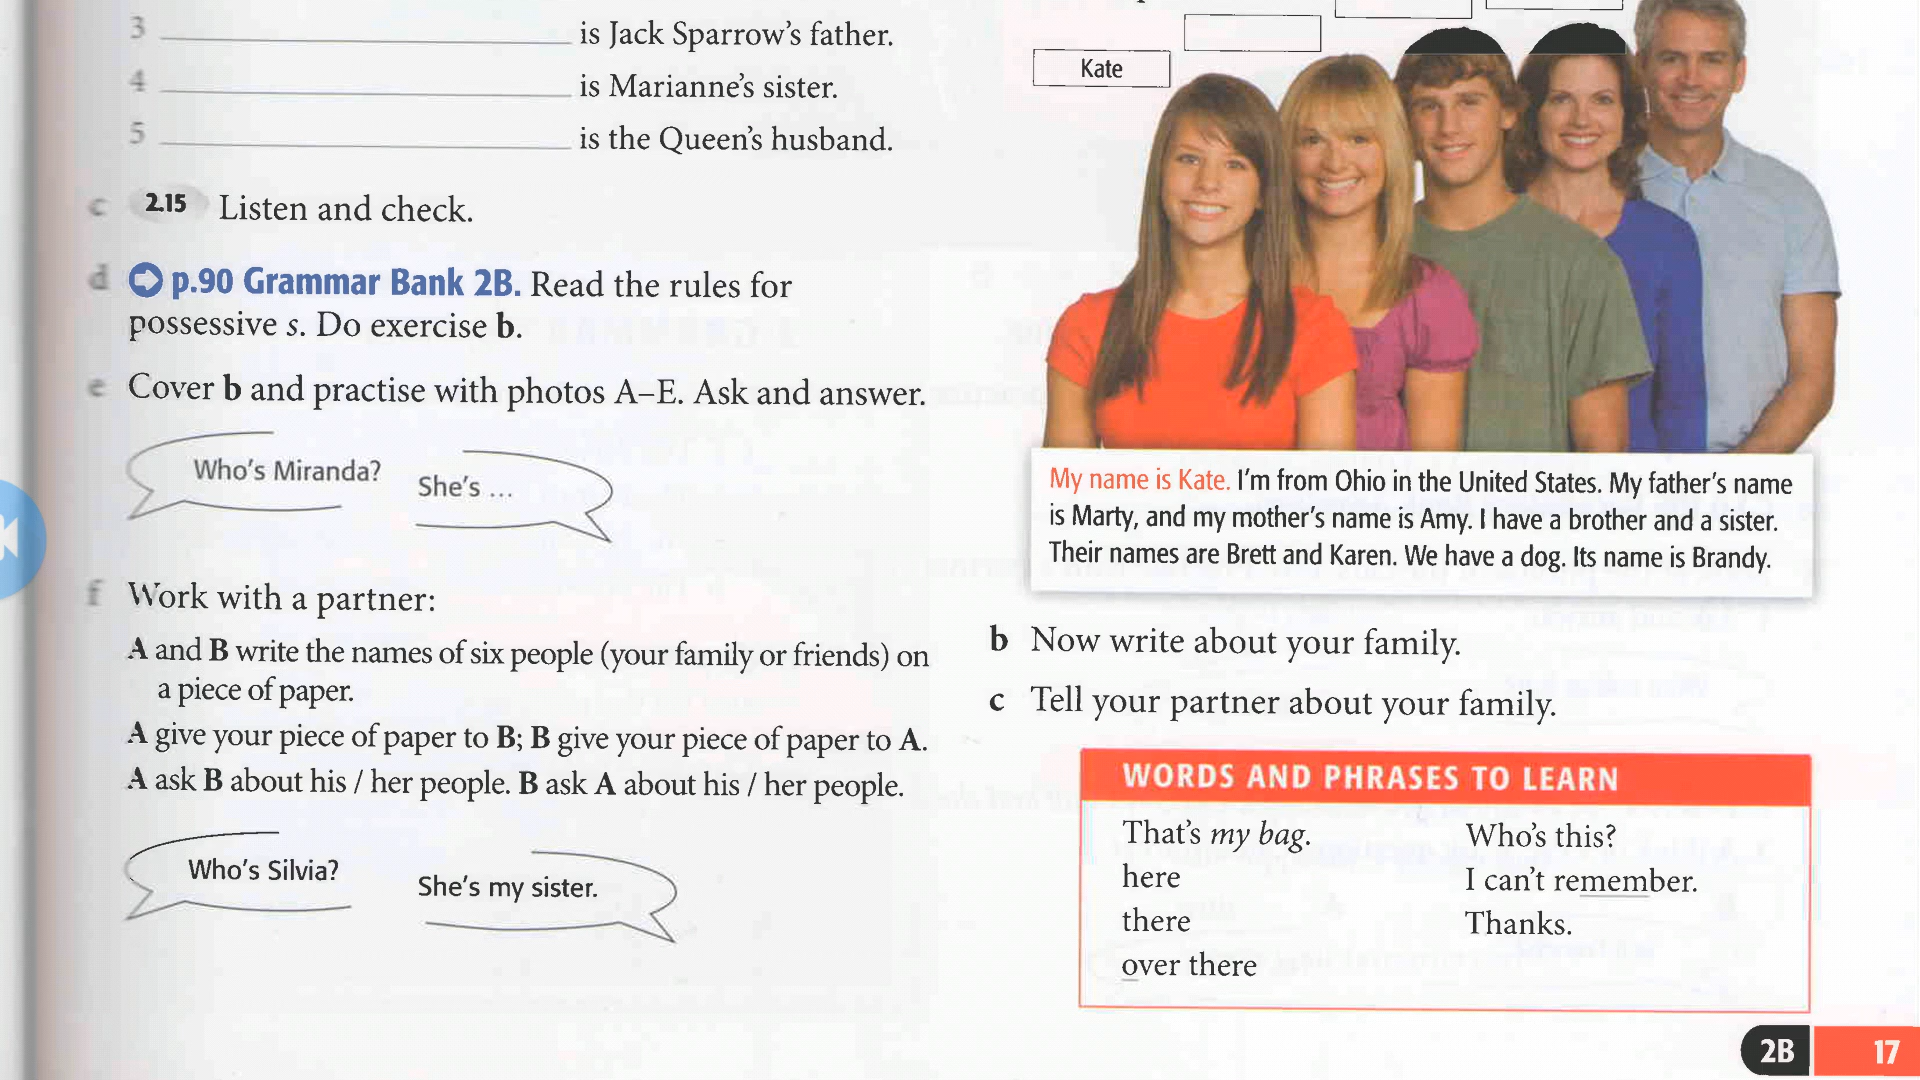 3 is Jack Sparrow's father.
4 is Marianne's sister.
5 is the Queen's husband.
c 2.15 Listen and check.
d p.90 Grammar Bank 2B. Read the rules for
possessive s. Do exercise b.
e Cover b and practise with photos A–E. Ask and answer.
Who's Miranda?
She's ...
f Work with a partner:
A and B write the names of six people (your family or friends) on
a piece of paper.
A give your piece of paper to B; B give your piece of paper to A.
A ask B about his / her people. B ask A about his / her people.
Who's Silvia?
She's my sister.
Kate
My name is Kate. I'm from Ohio in the United States. My father's name
is Marty, and my mother's name is Amy. I have a brother and a sister.
Their names are Brett and Karen. We have a dog. Its name is Brandy.
b Now write about your family.
c Tell your partner about your family.
WORDS AND PHRASES TO LEARN
That's my bag.
here
there
over there
Who's this?
I can't remember.
Thanks.
2B 17